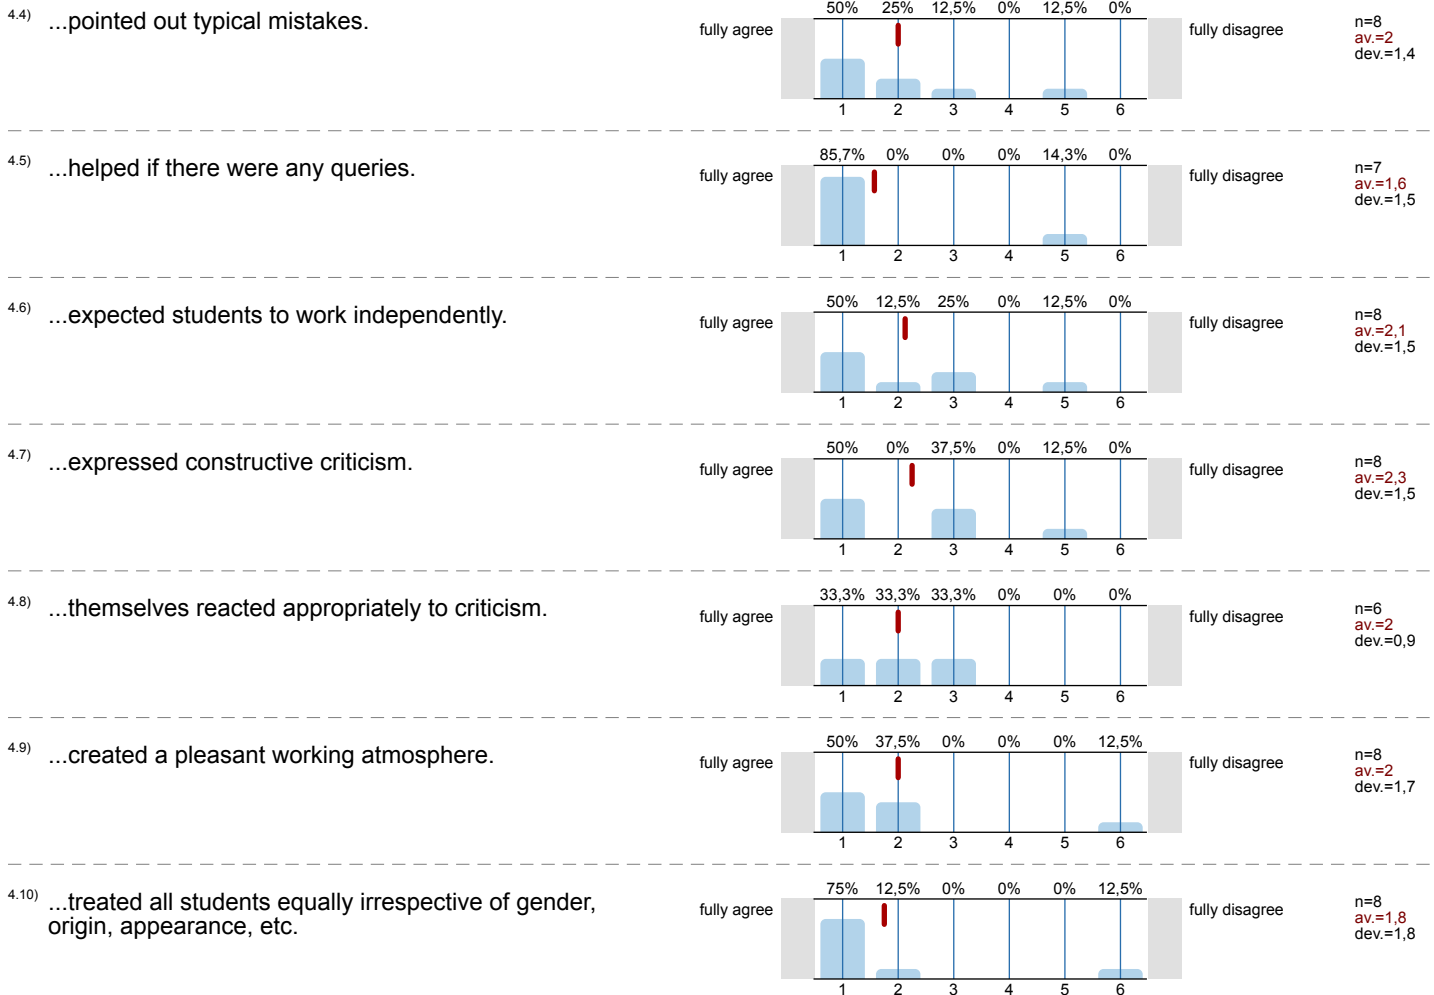 50% 25% 12,5% 0% 12,5% 0%
4.4) ...pointed out typical mistakes.
fully agree
fully disagree
n=8
av.=2
dev.=1,4
1 2 3 4 5 6
85,7% 0% 0% 0% 14,3% 0%
4.5) ...helped if there were any queries.
fully agree
fully disagree
n=7
av.=1,6
dev.=1,5
1 2 3 4 5 6
50% 12,5% 25% 0% 12,5% 0%
4.6) ...expected students to work independently.
fully agree
fully disagree
n=8
av.=2,1
dev.=1,5
1 2 3 4 5 6
50% 0% 37,5% 0% 12,5% 0%
4.7) ...expressed constructive criticism.
fully agree
fully disagree
n=8
av.=2,3
dev.=1,5
1 2 3 4 5 6
33,3% 33,3% 33,3% 0% 0% 0%
4.8) ...themselves reacted appropriately to criticism.
fully agree
fully disagree
n=6
av.=2
dev.=0,9
1 2 3 4 5 6
50% 37,5% 0% 0% 0% 12,5%
4.9) ...created a pleasant working atmosphere.
fully agree
fully disagree
n=8
av.=2
dev.=1,7
1 2 3 4 5 6
75% 12,5% 0% 0% 0% 12,5%
4.10) ...treated all students equally irrespective of gender,
origin, appearance, etc.
fully agree
fully disagree
n=8
av.=1,8
dev.=1,8
1 2 3 4 5 6